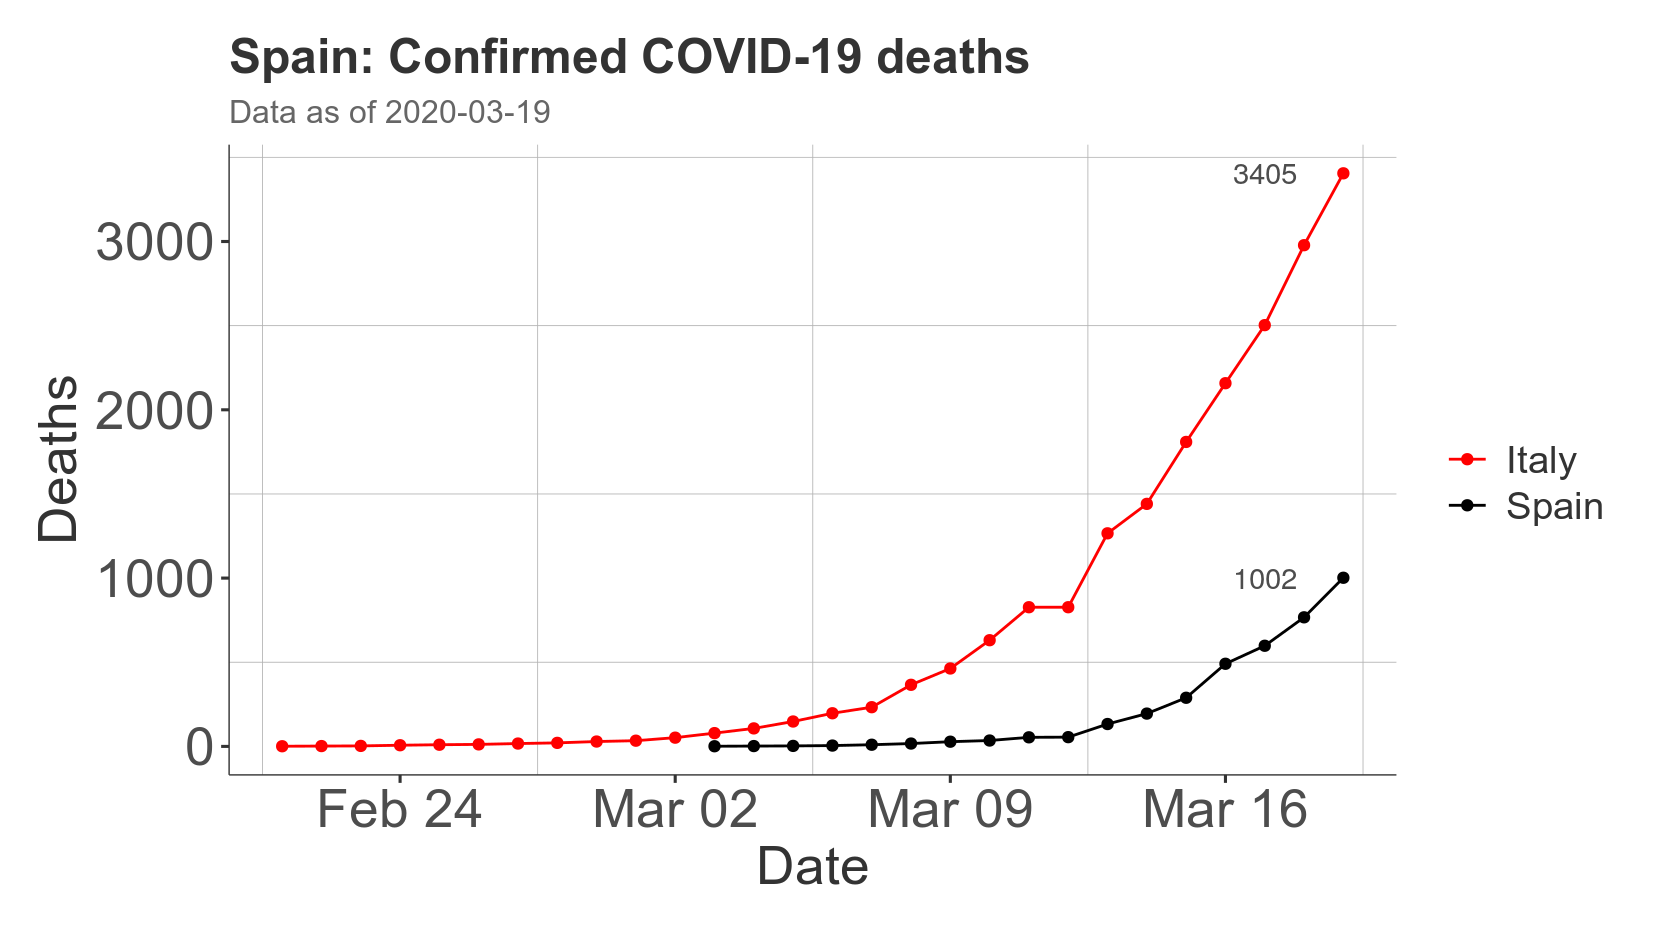 Spain: Confirmed COVID-19 deaths
Data as of 2020-03-19
3405
3000
2000
1000
0
1002
Deaths
Italy
Spain
Feb 24
Mar 02
Mar 09
Mar 16
Date